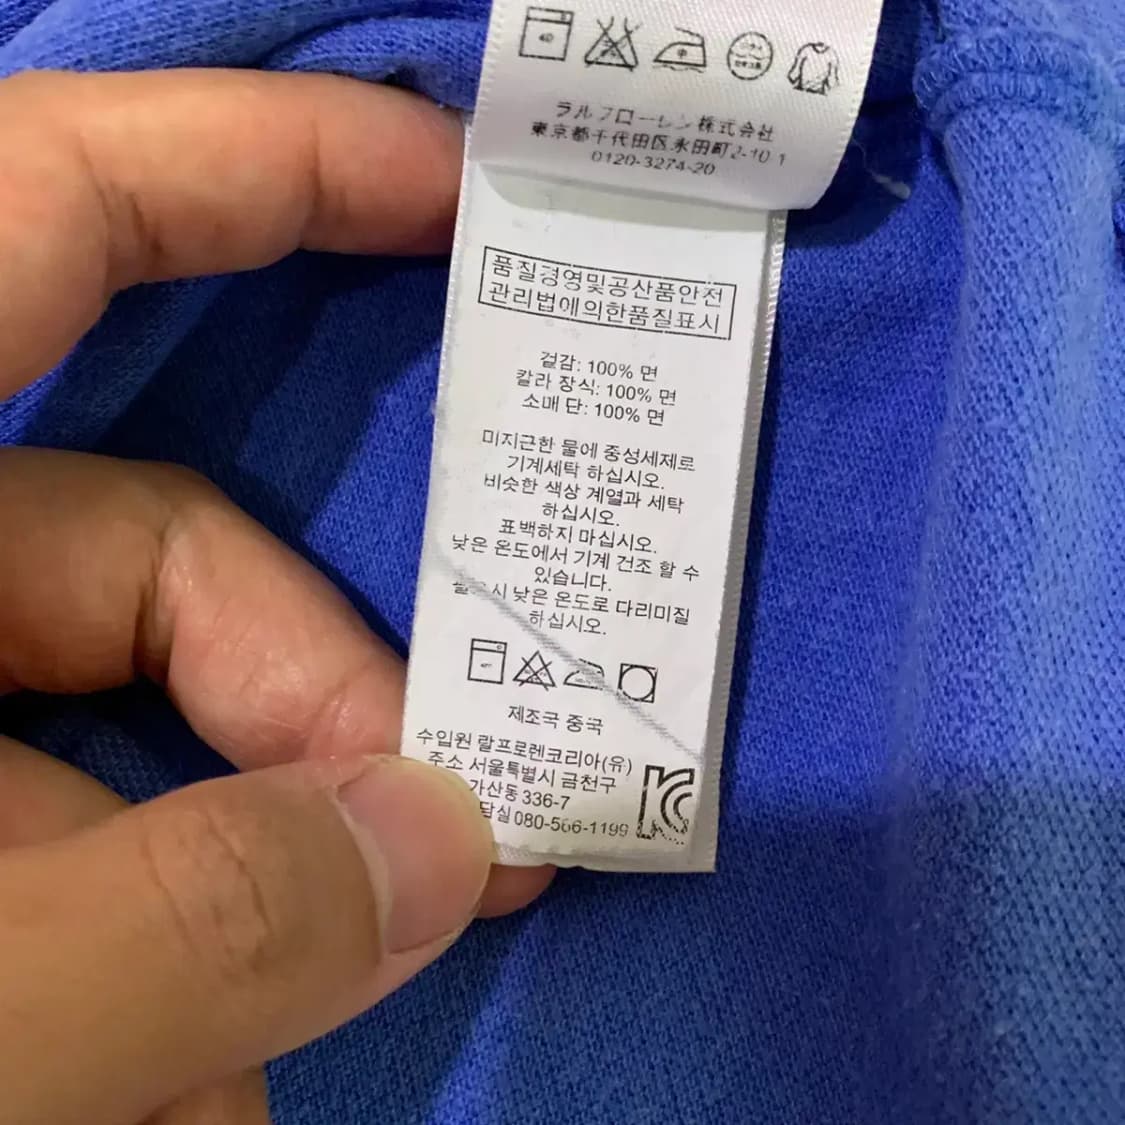 40
ラルフローレン株式会社
東京都千代田区永田町2-10-1
0120-3274-20
품질경영및공산품안전
관리법에의한품질표시
겉감: 100% 면
칼라 장식: 100% 면
소매 단: 100% 면
미지근한 물에 중성세제로
기계세탁 하십시오.
비슷한 색상 계열과 세탁
하십시오.
표백하지 마십시오.
낮은 온도에서 기계 건조 할 수
있습니다.
시 낮은 온도로 다리미질
하십시오.
제조국 중국
수입원 랄프로렌코리아(유)
주소 서울특별시 금천구
가산동 336-7
담실 080-566-1199
KC